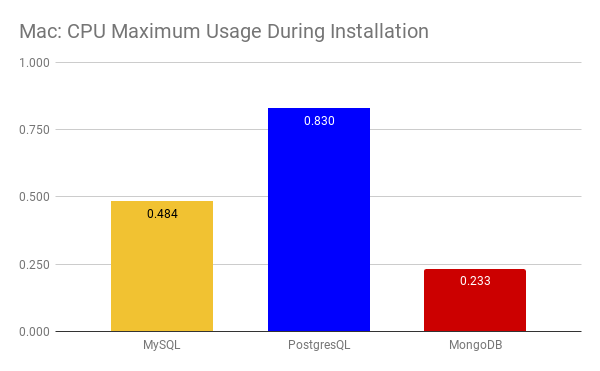 Mac: CPU Maximum Usage During Installation
1.000
0.750
0.500
0.250
0.000
0.484
0.830
0.233
MySQL
PostgresQL
MongoDB